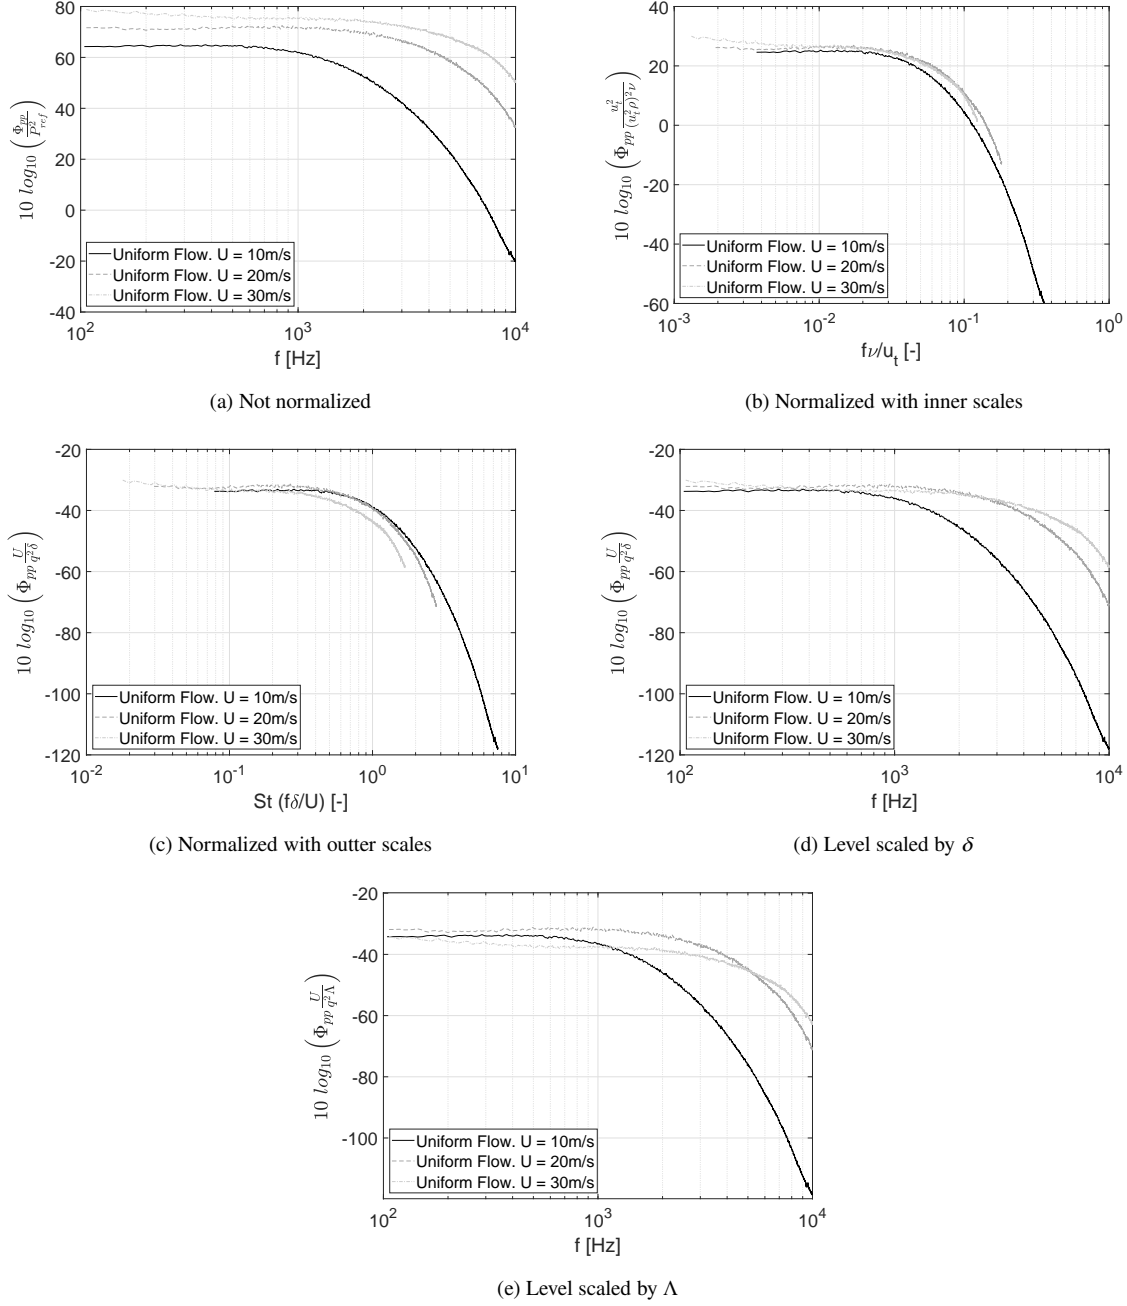 80
60
40
20
0
-20
-40
10 log10 (Φpp / P²ref)
Uniform Flow. U = 10m/s
Uniform Flow. U = 20m/s
Uniform Flow. U = 30m/s
10² 10³ 10⁴
f [Hz]
(a) Not normalized
40
20
0
-20
-40
-60
10 log10 (Φpp u_t² / (u_t²ρ)²ν)
Uniform Flow. U = 10m/s
Uniform Flow. U = 20m/s
Uniform Flow. U = 30m/s
10⁻³ 10⁻² 10⁻¹ 10⁰
fν/u_t [-]
(b) Normalized with inner scales
-20
-40
-60
-80
-100
-120
10 log10 (Φpp U / q²δ)
Uniform Flow. U = 10m/s
Uniform Flow. U = 20m/s
Uniform Flow. U = 30m/s
10⁻² 10⁻¹ 10⁰ 10¹
St (fδ/U) [-]
(c) Normalized with outter scales
-20
-40
-60
-80
-100
-120
10 log10 (Φpp U / q²δ)
Uniform Flow. U = 10m/s
Uniform Flow. U = 20m/s
Uniform Flow. U = 30m/s
10² 10³ 10⁴
f [Hz]
(d) Level scaled by δ
-20
-40
-60
-80
-100
10 log10 (Φpp U / q²Λ)
Uniform Flow. U = 10m/s
Uniform Flow. U = 20m/s
Uniform Flow. U = 30m/s
10² 10³ 10⁴
f [Hz]
(e) Level scaled by Λ